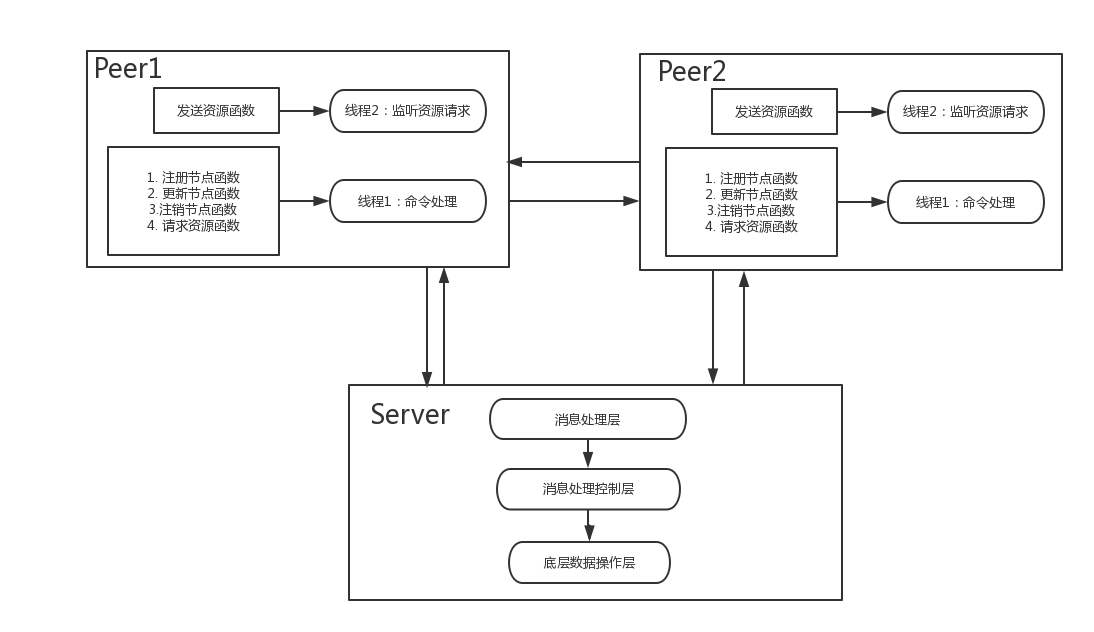 Peer1
发送资源函数
线程2：监听资源请求
1. 注册节点函数
2. 更新节点函数
3.注销节点函数
4. 请求资源函数
线程1：命令处理
Peer2
发送资源函数
线程2：监听资源请求
1. 注册节点函数
2. 更新节点函数
3.注销节点函数
4. 请求资源函数
线程1：命令处理
Server
消息处理层
消息处理控制层
底层数据操作层